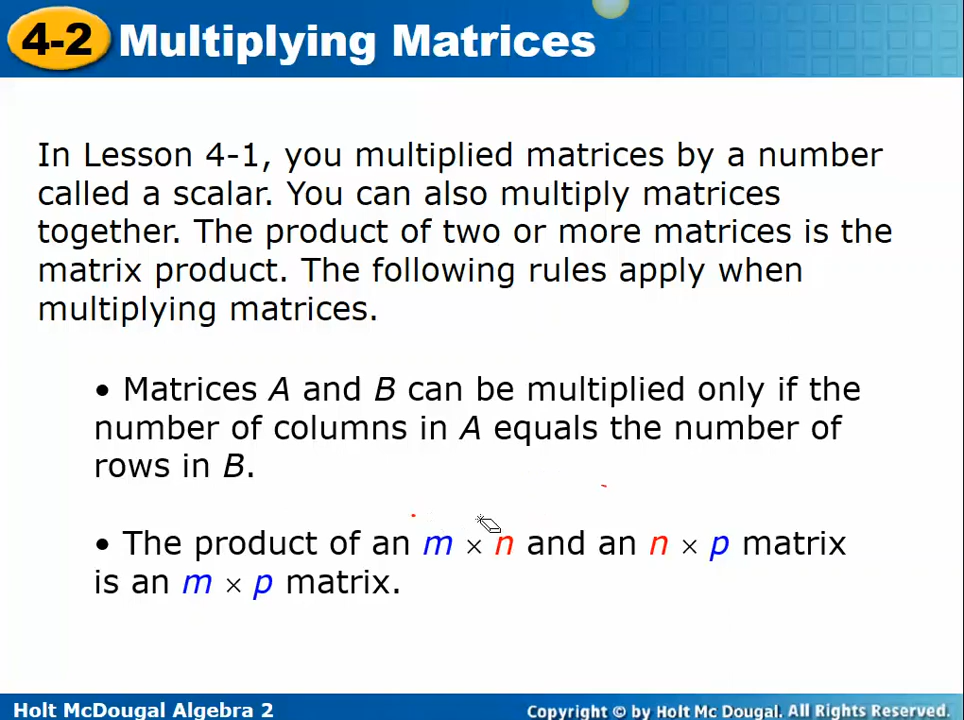 4-2 Multiplying Matrices
In Lesson 4-1, you multiplied matrices by a number
called a scalar. You can also multiply matrices
together. The product of two or more matrices is the
matrix product. The following rules apply when
multiplying matrices.
• Matrices A and B can be multiplied only if the
number of columns in A equals the number of
rows in B.
• The product of an m × n and an n × p matrix
is an m × p matrix.
Holt McDougal Algebra 2
Copyright © by Holt Mc Dougal. All Rights Reserved.